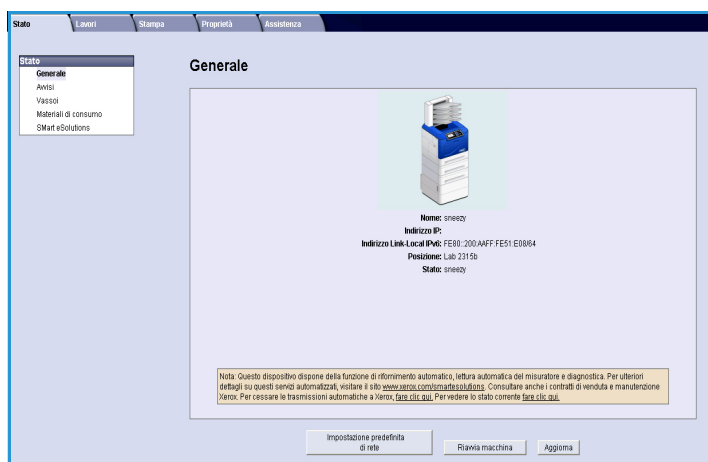 Stato Lavori Stampa Proprietà Assistenza
Stato
Generale
Avvisi
Vassoi
Materiali di consumo
SMart eSolutions
Generale
Nome: sneezy
Indirizzo IP:
Indirizzo Link-Local IPv6: FE80::200:AAFF:FE51:E08/64
Posizione: Lab 2315b
Stato: sneezy
Nota: Questo dispositivo dispone della funzione di rifornimento automatico, lettura automatica del misuratore e diagnostica. Per ulteriori
dettagli su questi servizi automatizzati, visitare il sito www.xerox.com/smartesolutions. Consultare anche i contratti di venduta e manutenzione
Xerox. Per cessare le trasmissioni automatiche a Xerox, fare clic qui. Per vedere lo stato corrente fare clic qui.
Impostazione predefinita
di rete
Riavvia macchina
Aggiorna